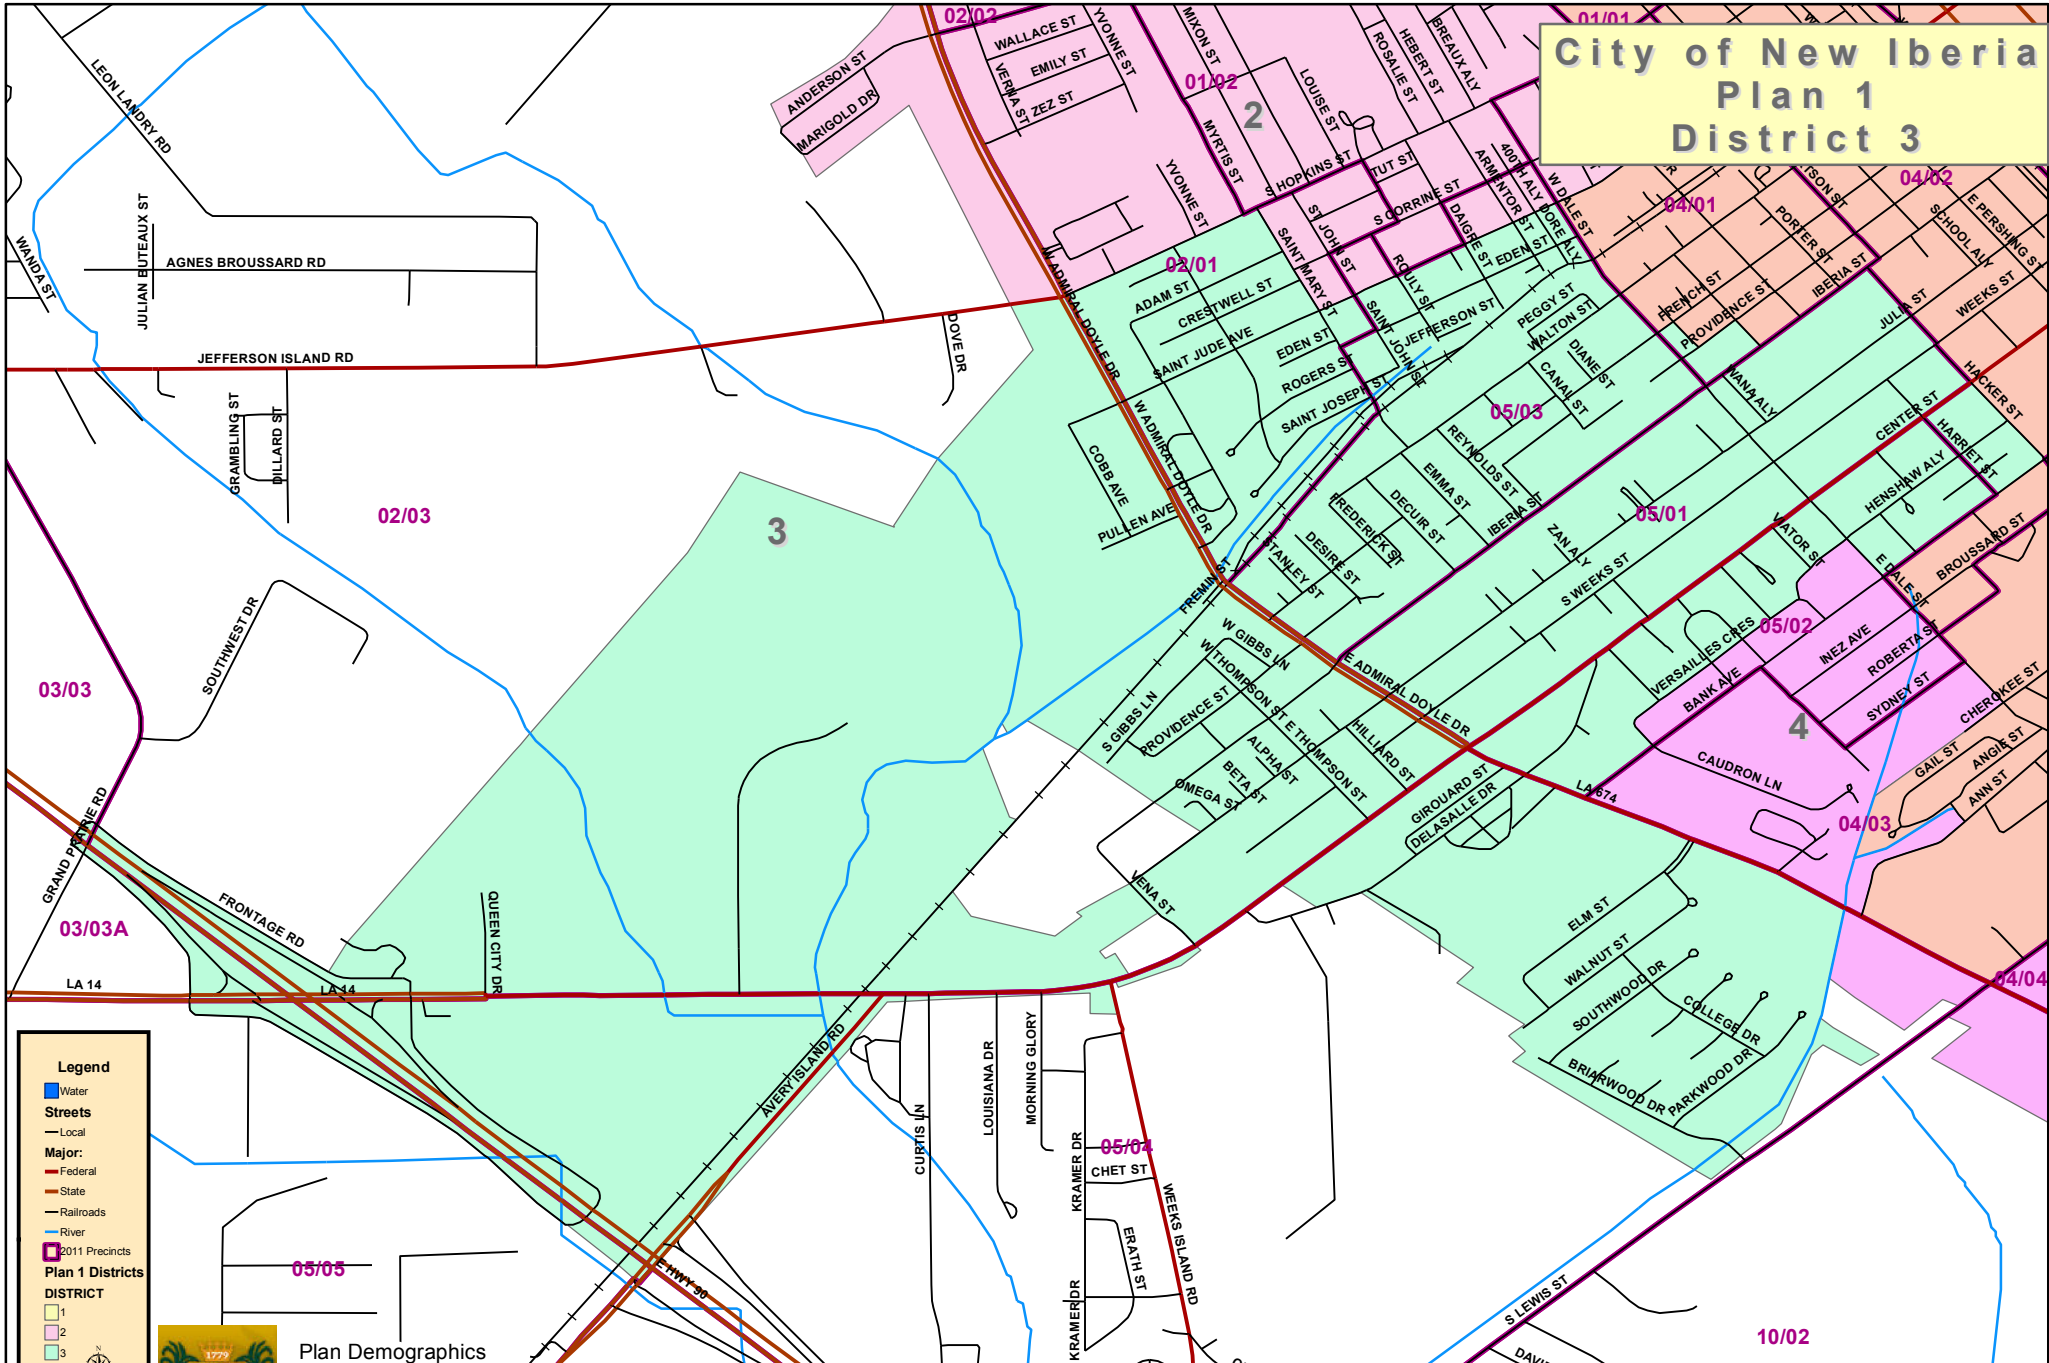 City of New Iberia
Plan 1
District 3
02/02
01/01
WALLACE ST
YVONNE ST
EMILY ST
VERNA ST
ZEZ ST
ANDERSON ST
MARIGOLD DR
MIXON ST
01/02
2
LOUISE ST
ROSALIE ST
HEBERT ST
BREAUX ALY
MYRTIS ST
LEON LANDRY RD
WANDA ST
JULIAN BUTEAUX ST
AGNES BROUSSARD RD
JEFFERSON ISLAND RD
GRAMBLING ST
DILLARD ST
DOVE DR
YVONNE ST
S HOPKINS ST
TUT ST
S CORRINE ST
ST JOHN ST
ARMENTOR ST
400TH ALY
DORE ALY
W DALE ST
DAIGRE ST
EDEN ST
04/01
04/02
PORTER ST
SCHOOL ALY
E PERSHING ST
WEEKS ST
IBERIA ST
FRENCH ST
PROVIDENCE ST
JULIA ST
HACKER ST
W ADMIRAL DOYLE DR
02/01
ADAM ST
CRESTWELL ST
SAINT JUDE AVE
SAINT MARY ST
EDEN ST
ROGERS ST
SAINT JOSEPH ST
ROULY ST
SAINT JOHN ST
JEFFERSON ST
PEGGY ST
WALTON ST
DIANE ST
CANAL ST
05/03
WANA ALY
CENTER ST
HARRIET ST
HENSHAW ALY
W ADMIRAL DOYLE DR
COBB AVE
PULLEN AVE
REYNOLDS ST
EMMA ST
DECUIR ST
FREDERICK ST
DESIRE ST
STANLEY ST
IBERIA ST
ZAN ALY
05/01
S WEEKS ST
VATOR ST
E DALE ST
BROUSSARD ST
02/03
3
FREMIN ST
W GIBBS LN
W THOMPSON ST
E THOMPSON ST
E ADMIRAL DOYLE DR
S GIBBS LN
PROVIDENCE ST
HILLIARD ST
ALPHA ST
BETA ST
OMEGA ST
VENA ST
GIROUARD ST
DELASALLE DR
LA 674
VERSAILLES CRES
05/02
BANK AVE
INEZ AVE
ROBERTA ST
SYDNEY ST
4
CHEROKEE ST
CAUDRON LN
GAIL ST
ANGIE ST
ANN ST
04/03
04/04
SOUTHWEST DR
03/03
GRAND PRAIRIE RD
03/03A
FRONTAGE RD
QUEEN CITY DR
LA 14
LA 14
ELM ST
WALNUT ST
SOUTHWOOD DR
COLLEGE DR
BRIARWOOD DR
PARKWOOD DR
AVERY ISLAND RD
CURTIS LN
LOUISIANA DR
MORNING GLORY
05/04
KRAMER DR
CHET ST
ERATH ST
KRAMER DR
WEEKS ISLAND RD
E HWY 90
05/05
S LEWIS ST
10/02
Legend
Water
Streets
Local
Major:
Federal
State
Railroads
River
2011 Precincts
Plan 1 Districts
DISTRICT
1
2
3
N
1779
Plan Demographics